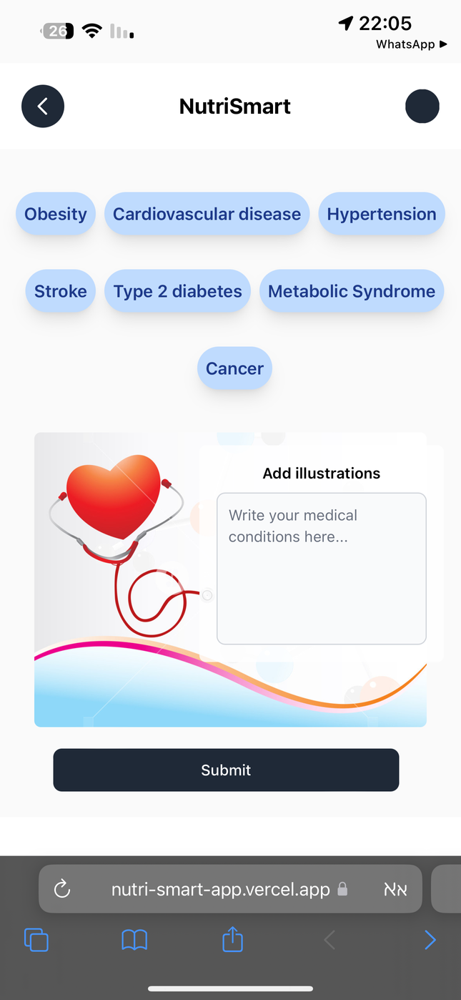 26
22:05
WhatsApp
NutriSmart
Obesity Cardiovascular disease Hypertension
Stroke Type 2 diabetes Metabolic Syndrome
Cancer
Add illustrations
Write your medical
conditions here...
Submit
nutri-smart-app.vercel.app אא